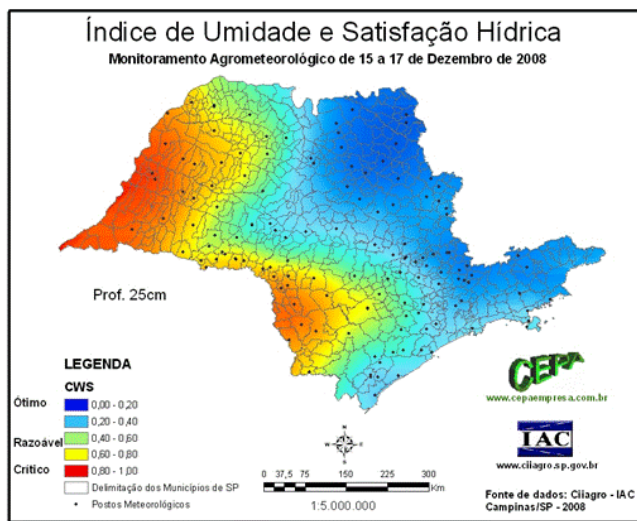 Índice de Umidade e Satisfação Hídrica
Monitoramento Agrometeorológico de 15 a 17 de Dezembro de 2008
Prof. 25cm
LEGENDA
CWS
Ótimo
0,00 - 0,20
0,20 - 0,40
Razoável
0,40 - 0,60
0,60 - 0,80
Crítico
0,80 - 1,00
Delimitação dos Municípios de SP
Postos Meteorológicos
N
W
E
S
0 37,5 75 150 225 300
Km
1:5.000.000
CEPA
www.cepaempresa.com.br
IAC
www.ciiagro.sp.gov.br
Fonte de dados: Ciiagro - IAC
Campinas/SP - 2008